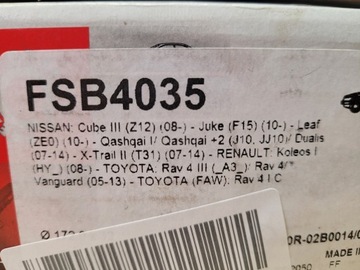 FSB4035
NISSAN: Cube III (Z12) (08-) - Juke (F15) (10-) - Leaf
(ZE0) (10-) - Qashqai I/ Qashqai +2 (J10, JJ10)/ Dualis
(07-14) - X-Trail II (T31) (07-14) - RENAULT: Koleos I
(HY_) (08-) - TOYOTA: Rav 4 III (_A3_)/ Rav 4/
Vanguard (05-13) - TOYOTA (FAW): Rav 4 I C
0R-02B0014/
MADE IN